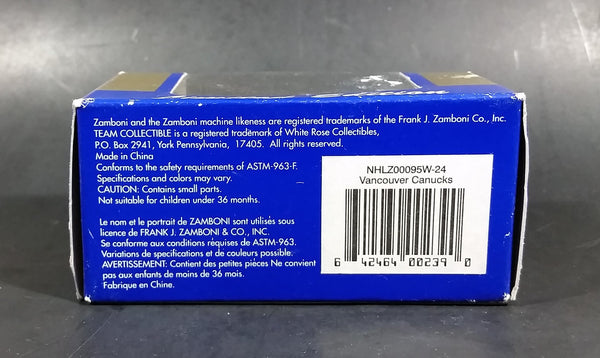 Zamboni and the Zamboni machine likeness are registered trademarks of the Frank J. Zamboni Co., Inc.
TEAM COLLECTIBLE is a registered trademark of White Rose Collectibles,
P.O. Box 2941, York Pennsylvania, 17405. All rights reserved.
Made in China
Conforms to the safety requirements of ASTM-963-F.
Specifications and colors may vary.
CAUTION: Contains small parts.
Not suitable for children under 36 months.
Le nom et le portrait de ZAMBONI sont utilisés sous
licence de FRANK J. ZAMBONI & CO., INC.
Se conforme aux conditions réquises de ASTM-963.
Variations de specifications et de couleurs possible.
AVERTISSEMENT: Contient des petites pièces Ne convient
pas aux enfants de moins de 36 mois.
Fabrique en Chine.
NHLZ00095W-24
Vancouver Canucks
6 42464 00239 0